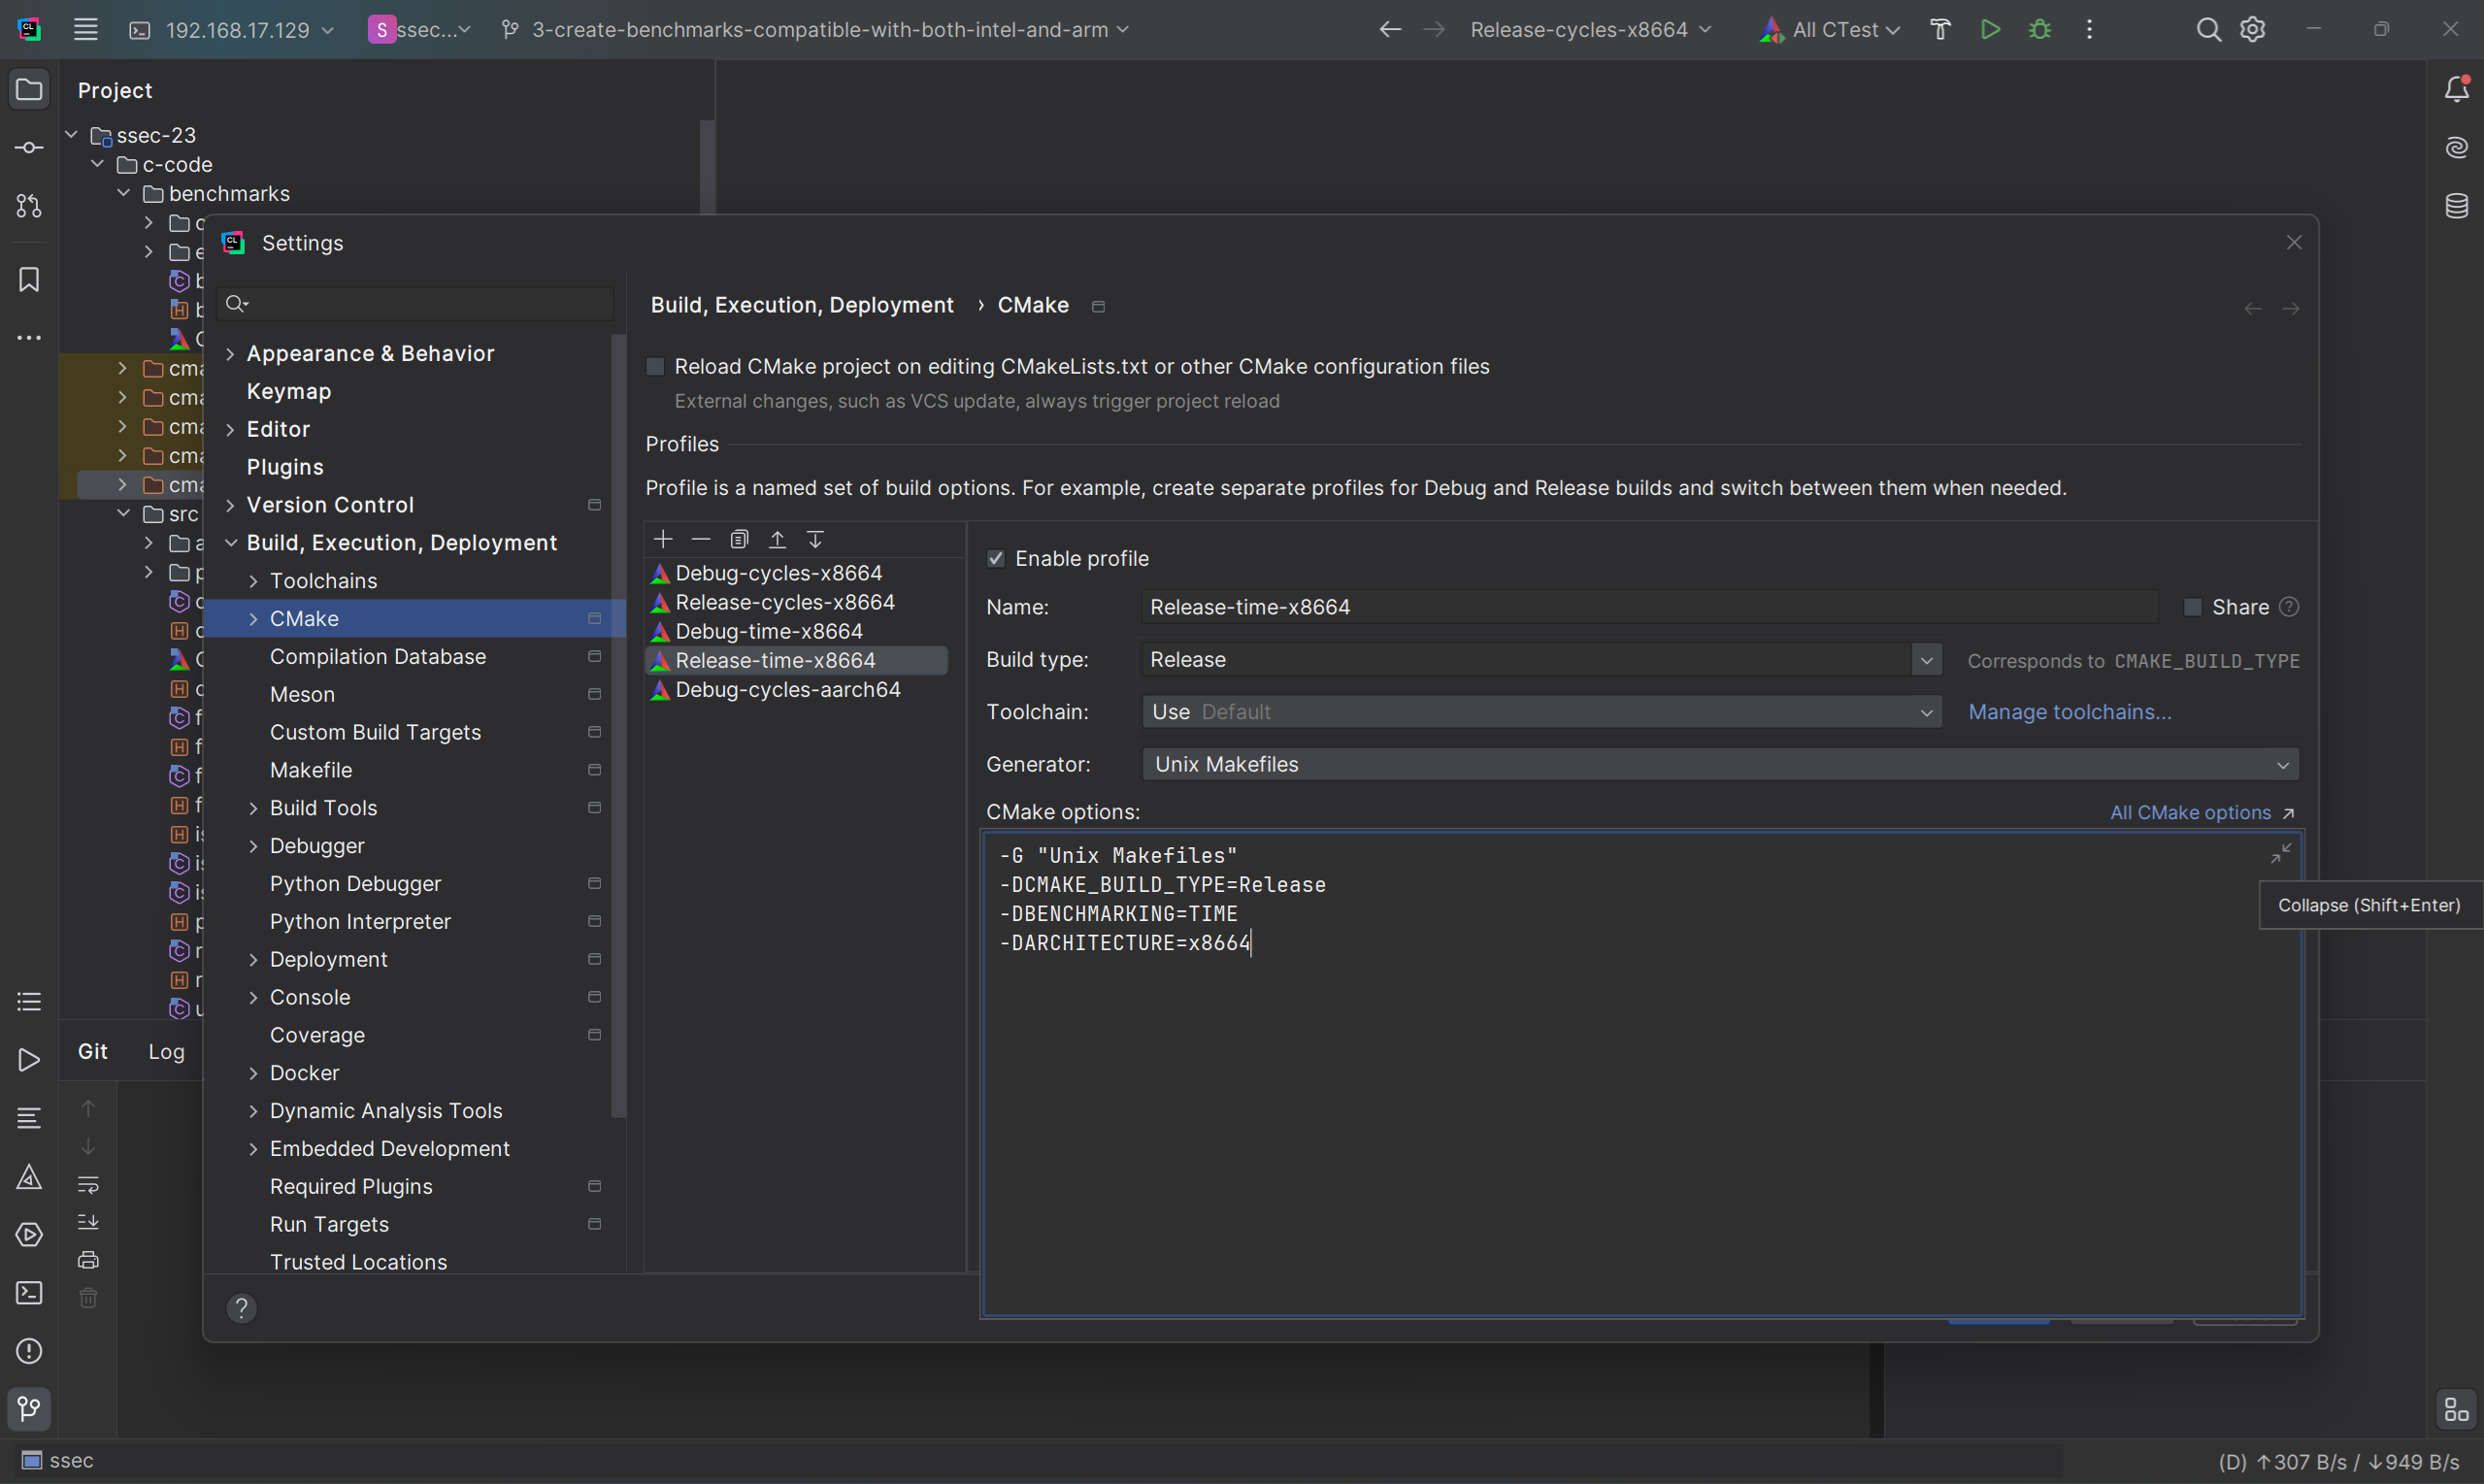 192.168.17.129
S ssec...
3-create-benchmarks-compatible-with-both-intel-and-arm
Release-cycles-x8664
All CTest
Project
ssec-23
c-code
benchmarks
src
Settings
Appearance & Behavior
Keymap
Editor
Plugins
Version Control
Build, Execution, Deployment
Toolchains
CMake
Compilation Database
Meson
Custom Build Targets
Makefile
Build Tools
Debugger
Python Debugger
Python Interpreter
Deployment
Console
Coverage
Docker
Dynamic Analysis Tools
Embedded Development
Required Plugins
Run Targets
Trusted Locations
Build, Execution, Deployment › CMake
Reload CMake project on editing CMakeLists.txt or other CMake configuration files
External changes, such as VCS update, always trigger project reload
Profiles
Profile is a named set of build options. For example, create separate profiles for Debug and Release builds and switch between them when needed.
Debug-cycles-x8664
Release-cycles-x8664
Debug-time-x8664
Release-time-x8664
Debug-cycles-aarch64
Enable profile
Name: Release-time-x8664 Share
Build type: Release Corresponds to CMAKE_BUILD_TYPE
Toolchain: Use Default Manage toolchains...
Generator: Unix Makefiles
CMake options: All CMake options ↗
-G "Unix Makefiles"
-DCMAKE_BUILD_TYPE=Release
-DBENCHMARKING=TIME
-DARCHITECTURE=x8664
Collapse (Shift+Enter)
Git Log
ssec
(D) ↑307 B/s / ↓949 B/s